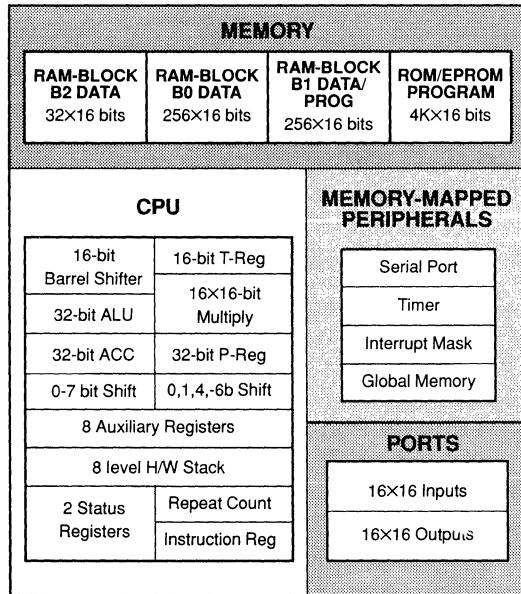 MEMORY
RAM-BLOCK
B2 DATA
32×16 bits
RAM-BLOCK
B0 DATA
256×16 bits
RAM-BLOCK
B1 DATA/
PROG
256×16 bits
ROM/EPROM
PROGRAM
4K×16 bits
CPU
16-bit
Barrel Shifter
32-bit ALU
32-bit ACC
0-7 bit Shift
16-bit T-Reg
16×16-bit
Multiply
32-bit P-Reg
0,1,4,-6b Shift
8 Auxiliary Registers
8 level H/W Stack
2 Status
Registers
Repeat Count
Instruction Reg
MEMORY-MAPPED
PERIPHERALS
Serial Port
Timer
Interrupt Mask
Global Memory
PORTS
16×16 Inputs
16×16 Outputs